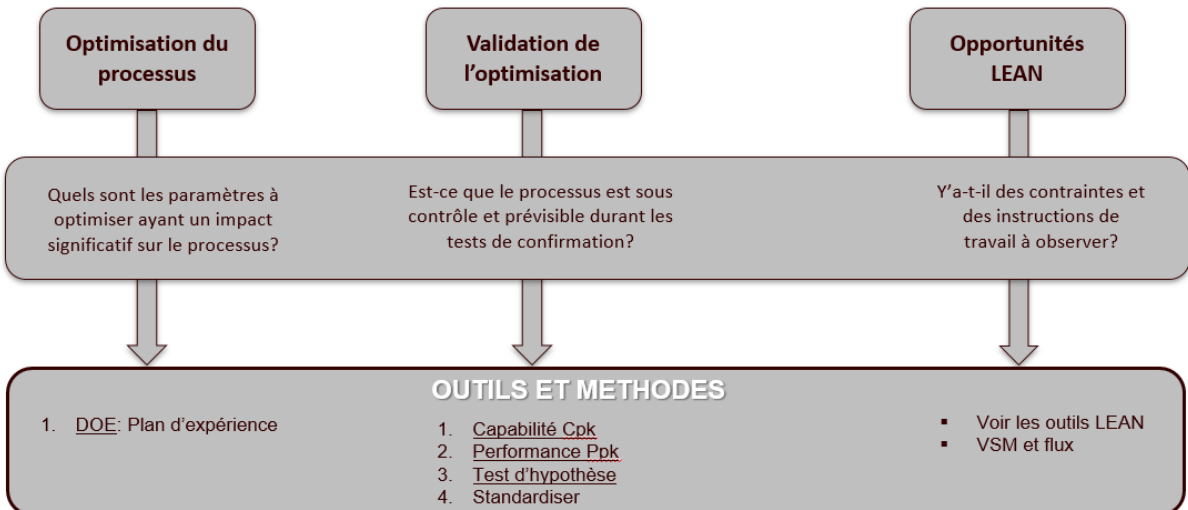 Optimisation du
processus
Validation de
l'optimisation
Opportunités
LEAN
Quels sont les paramètres à
optimiser ayant un impact
significatif sur le processus?
Est-ce que le processus est sous
contrôle et prévisible durant les
tests de confirmation?
Y'a-t-il des contraintes et
des instructions de
travail à observer?
OUTILS ET METHODES
1. DOE: Plan d'expérience
1. Capabilité Cpk
2. Performance Ppk
3. Test d'hypothèse
4. Standardiser
▪ Voir les outils LEAN
▪ VSM et flux